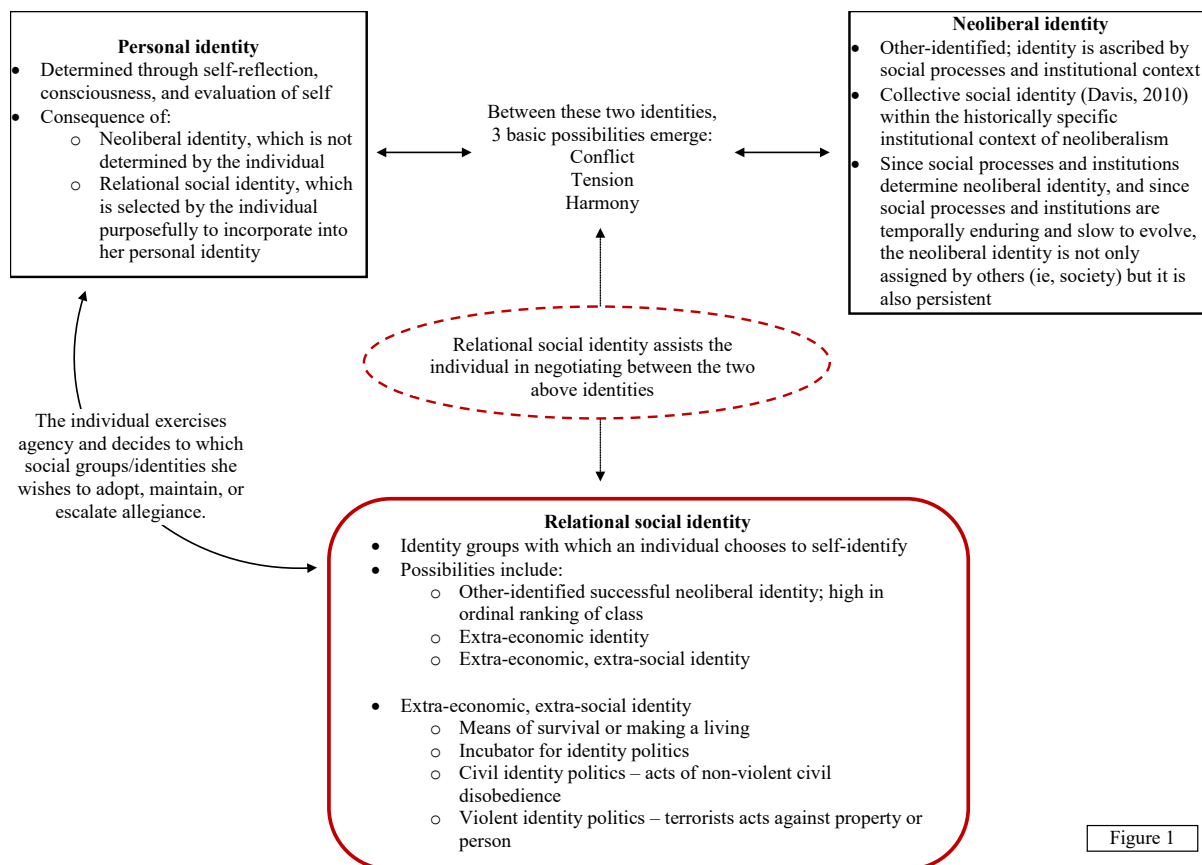 Personal identity
• Determined through self-reflection,
consciousness, and evaluation of self
• Consequence of:
o Neoliberal identity, which is not
determined by the individual
o Relational social identity, which
is selected by the individual
purposefully to incorporate into
her personal identity
Between these two identities,
3 basic possibilities emerge:
Conflict
Tension
Harmony
Neoliberal identity
• Other-identified; identity is ascribed by
social processes and institutional context
• Collective social identity (Davis, 2010)
within the historically specific
institutional context of neoliberalism
• Since social processes and institutions
determine neoliberal identity, and since
social processes and institutions are
temporally enduring and slow to evolve,
the neoliberal identity is not only
assigned by others (ie, society) but it is
also persistent
Relational social identity assists the
individual in negotiating between the two
above identities
The individual exercises
agency and decides to which
social groups/identities she
wishes to adopt, maintain, or
escalate allegiance.
Relational social identity
• Identity groups with which an individual chooses to self-identify
• Possibilities include:
o Other-identified successful neoliberal identity; high in
ordinal ranking of class
o Extra-economic identity
o Extra-economic, extra-social identity
• Extra-economic, extra-social identity
o Means of survival or making a living
o Incubator for identity politics
o Civil identity politics – acts of non-violent civil
disobedience
o Violent identity politics – terrorists acts against property or
person
Figure 1